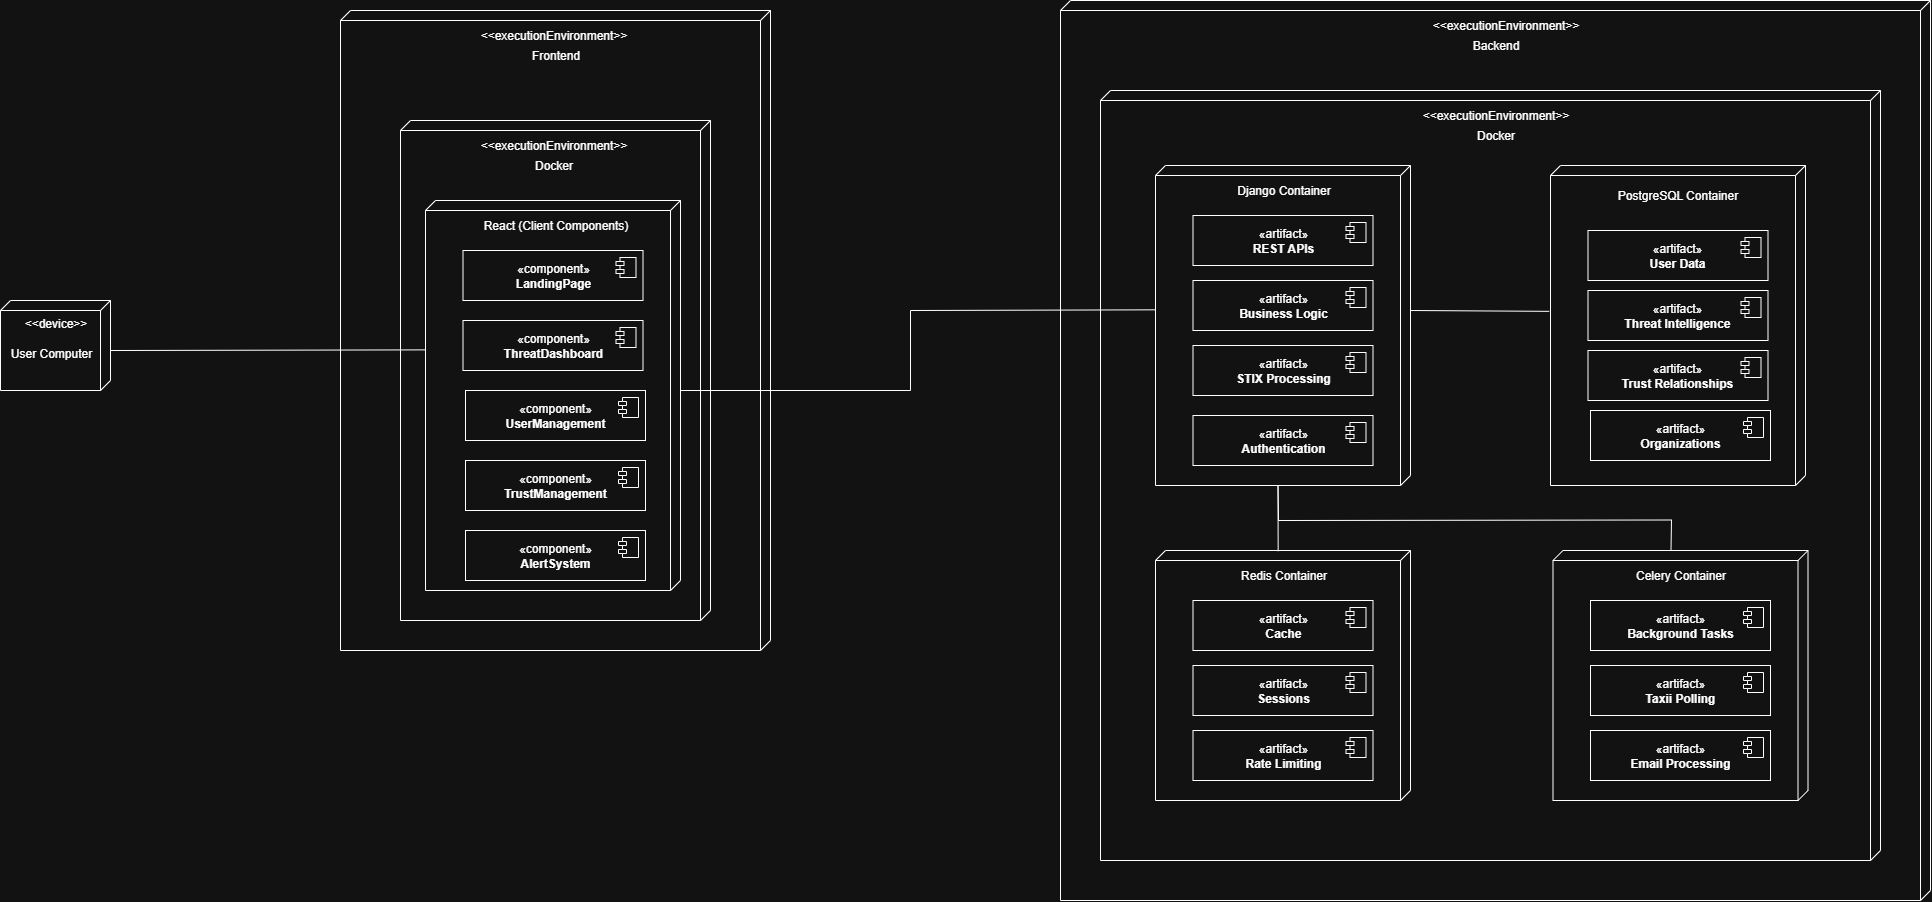 <<device>>
User Computer
<<executionEnvironment>>
Frontend
<<executionEnvironment>>
Docker
React (Client Components)
«component»
LandingPage
«component»
ThreatDashboard
«component»
UserManagement
«component»
TrustManagement
«component»
AlertSystem
<<executionEnvironment>>
Backend
<<executionEnvironment>>
Docker
Django Container
«artifact»
REST APIs
«artifact»
Business Logic
«artifact»
STIX Processing
«artifact»
Authentication
PostgreSQL Container
«artifact»
User Data
«artifact»
Threat Intelligence
«artifact»
Trust Relationships
«artifact»
Organizations
Redis Container
«artifact»
Cache
«artifact»
Sessions
«artifact»
Rate Limiting
Celery Container
«artifact»
Background Tasks
«artifact»
Taxii Polling
«artifact»
Email Processing